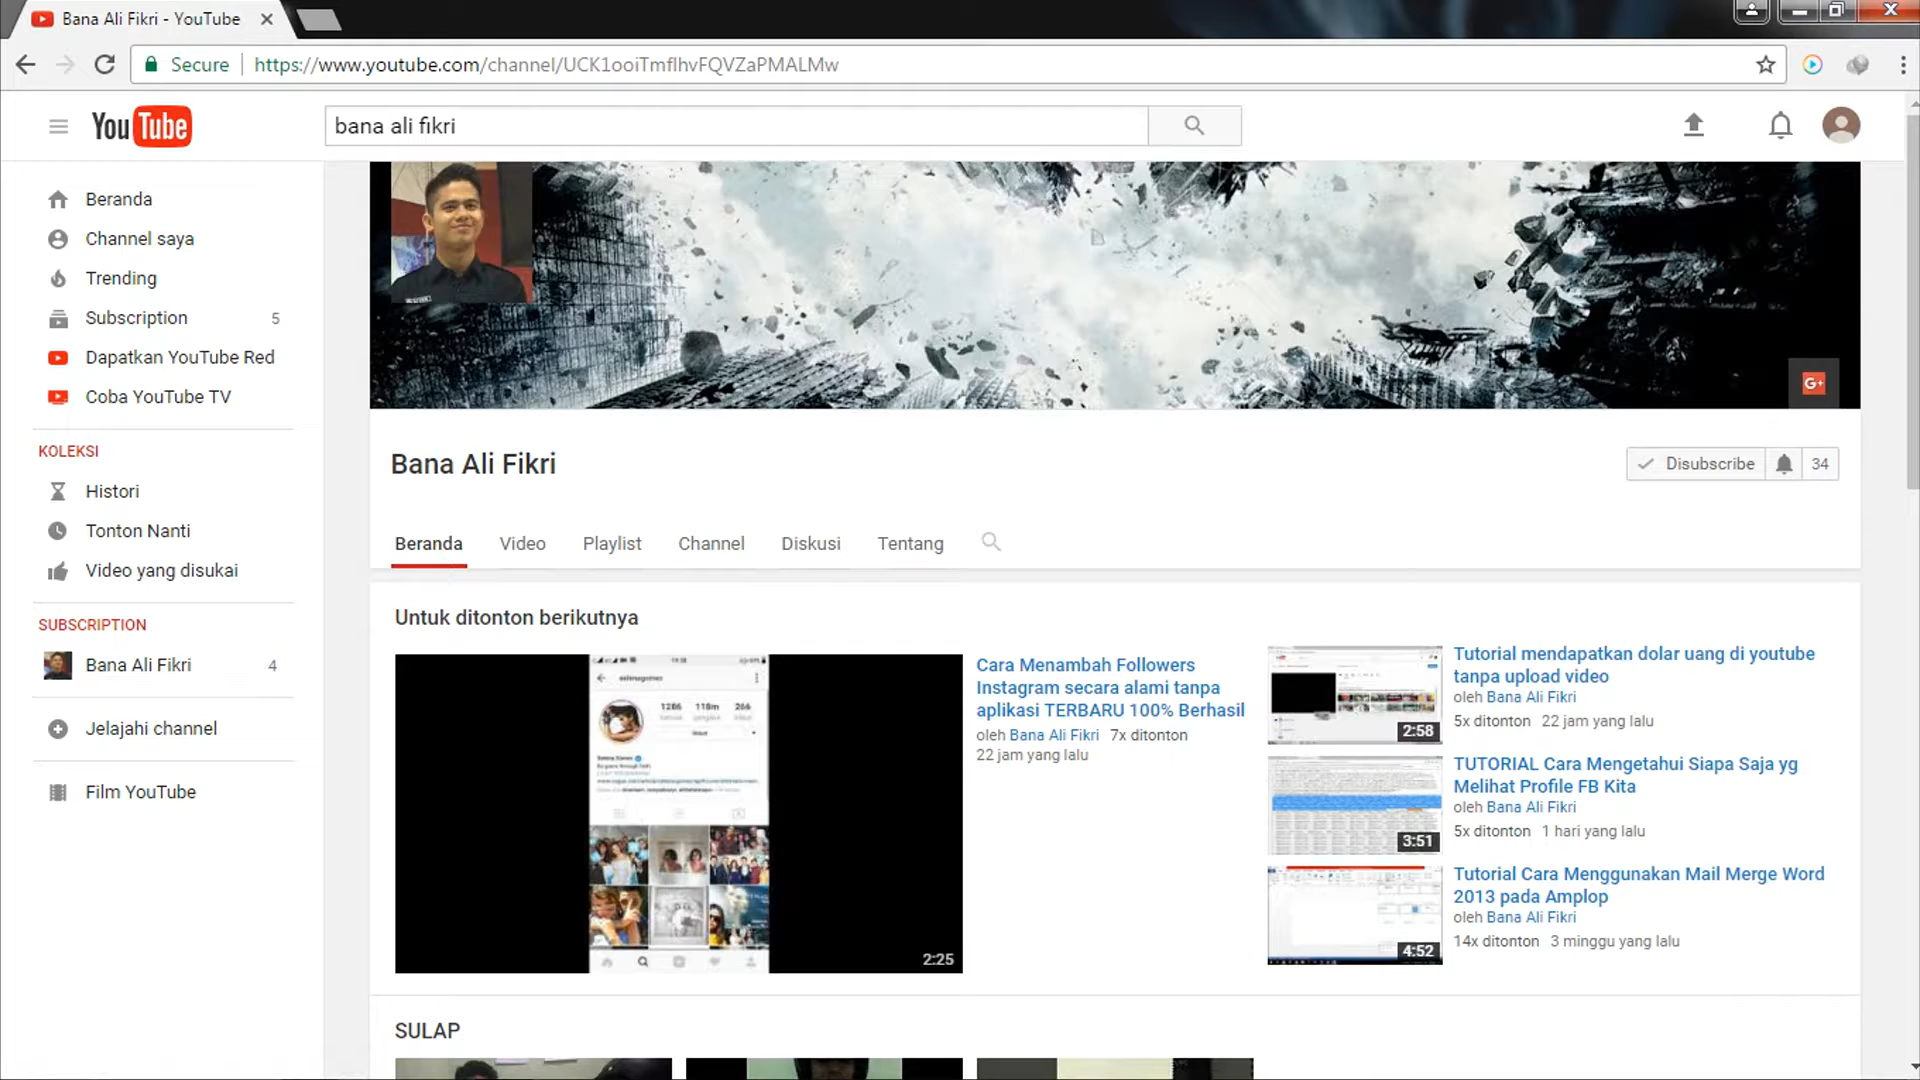 Bana Ali Fikri - YouTube
Secure
https://www.youtube.com/channel/UCK1ooiTmflhvFQVZaPMALMw
YouTube
bana ali fikri
Beranda
Channel saya
Trending
Subscription 5
Dapatkan YouTube Red
Coba YouTube TV
KOLEKSI
Histori
Tonton Nanti
Video yang disukai
SUBSCRIPTION
Bana Ali Fikri 4
Jelajahi channel
Film YouTube
G+
Bana Ali Fikri
Disubscribe 34
Beranda Video Playlist Channel Diskusi Tentang
Untuk ditonton berikutnya
1286 118m 266
2:25
Cara Menambah Followers
Instagram secara alami tanpa
aplikasi TERBARU 100% Berhasil
oleh Bana Ali Fikri 7x ditonton
22 jam yang lalu
2:58
Tutorial mendapatkan dolar uang di youtube
tanpa upload video
oleh Bana Ali Fikri
5x ditonton 22 jam yang lalu
3:51
TUTORIAL Cara Mengetahui Siapa Saja yg
Melihat Profile FB Kita
oleh Bana Ali Fikri
5x ditonton 1 hari yang lalu
4:52
Tutorial Cara Menggunakan Mail Merge Word
2013 pada Amplop
oleh Bana Ali Fikri
14x ditonton 3 minggu yang lalu
SULAP